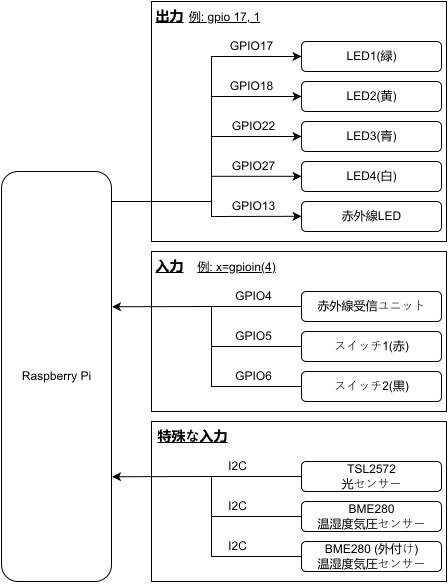 出力 例: gpio 17, 1
GPIO17
LED1(緑)
GPIO18
LED2(黄)
GPIO22
LED3(青)
GPIO27
LED4(白)
GPIO13
赤外線LED
Raspberry Pi
入力 例: x=gpioin(4)
GPIO4
赤外線受信ユニット
GPIO5
スイッチ1(赤)
GPIO6
スイッチ2(黒)
特殊な入力
I2C
TSL2572
光センサー
I2C
BME280
温湿度気圧センサー
I2C
BME280 (外付け)
温湿度気圧センサー